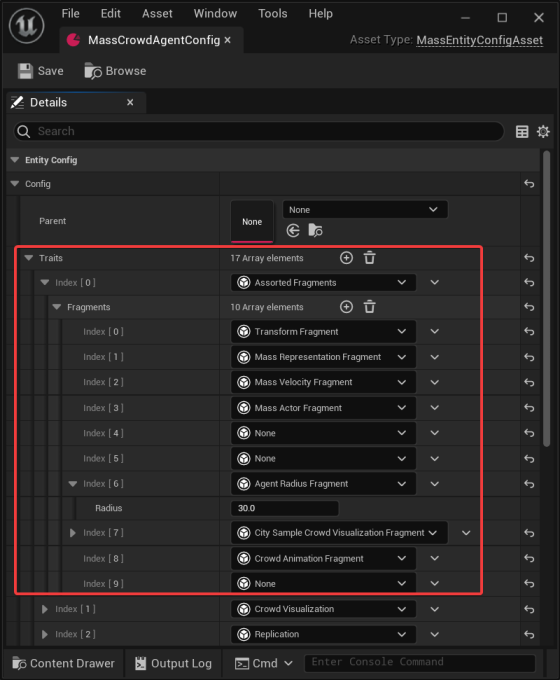 File Edit Asset Window Tools Help
MassCrowdAgentConfig
Asset Type: MassEntityConfigAsset
Save Browse
Details
Search
Entity Config
Config
Parent None None
Traits 17 Array elements
Index [ 0 ] Assorted Fragments
Fragments 10 Array elements
Index [ 0 ] Transform Fragment
Index [ 1 ] Mass Representation Fragment
Index [ 2 ] Mass Velocity Fragment
Index [ 3 ] Mass Actor Fragment
Index [ 4 ] None
Index [ 5 ] None
Index [ 6 ] Agent Radius Fragment
Radius 30.0
Index [ 7 ] City Sample Crowd Visualization Fragment
Index [ 8 ] Crowd Animation Fragment
Index [ 9 ] None
Index [ 1 ] Crowd Visualization
Index [ 2 ] Replication
Content Drawer Output Log Cmd Enter Console Command